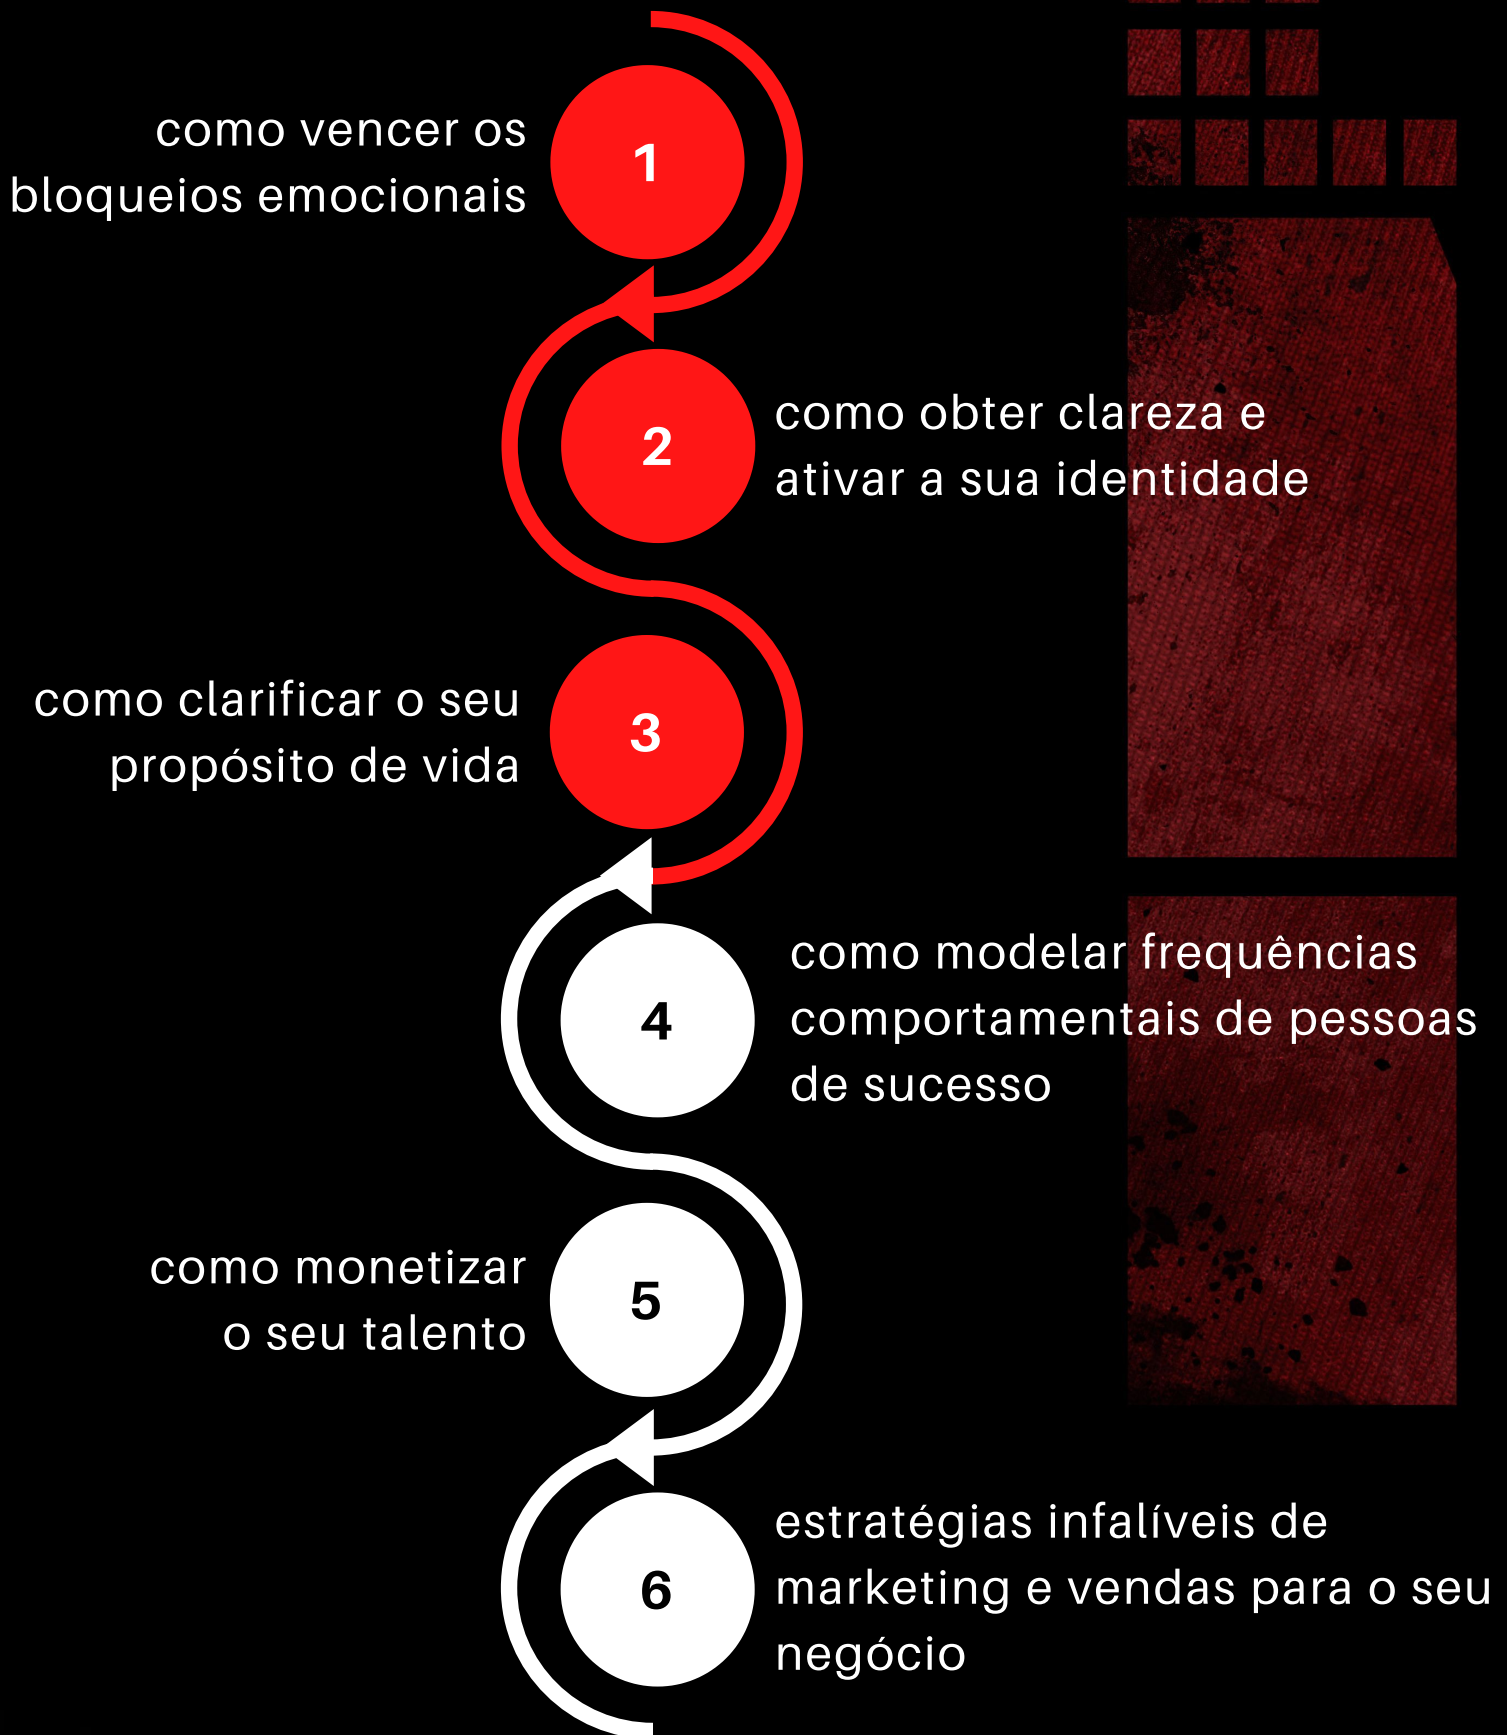 como vencer os
bloqueios emocionais
1
2
como obter clareza e
ativar a sua identidade
como clarificar o seu
propósito de vida
3
4
como modelar frequências
comportamentais de pessoas
de sucesso
como monetizar
o seu talento
5
6
estratégias infalíveis de
marketing e vendas para o seu
negócio